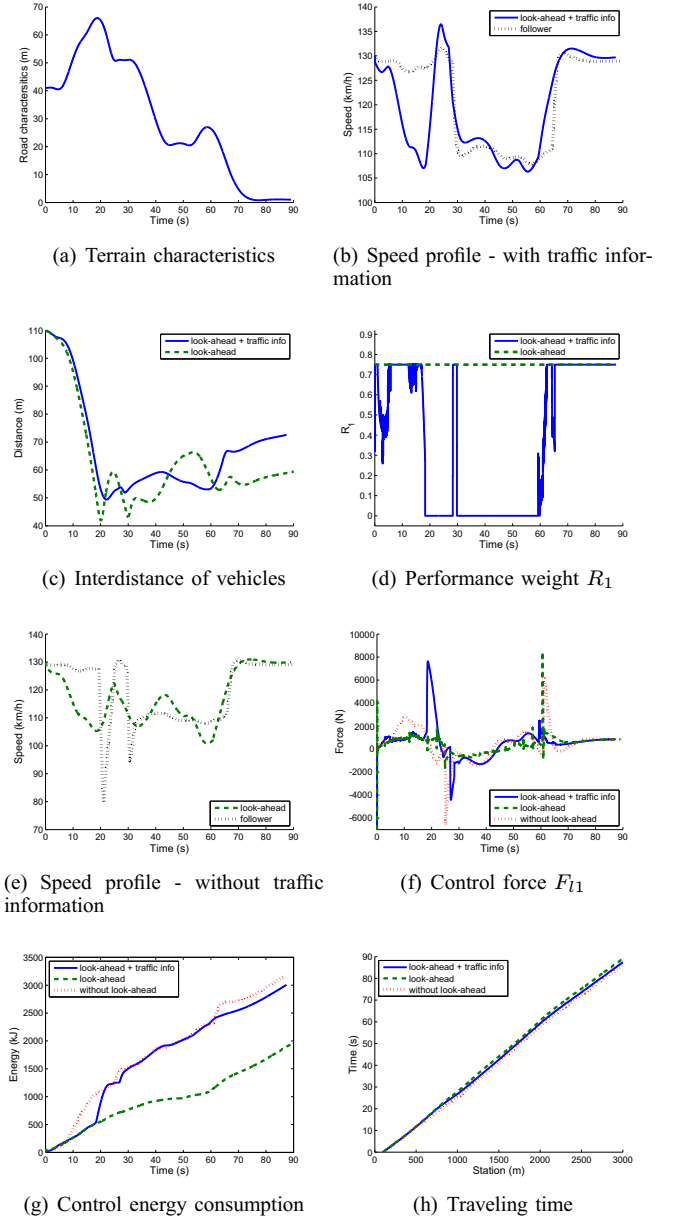 Road characteristics (m)
70
60
50
40
30
20
10
0
0 10 20 30 40 50 60 70 80 90
Time (s)
(a) Terrain characteristics
look-ahead + traffic info
follower
Speed (km/h)
140
135
130
125
120
115
110
105
100
0 10 20 30 40 50 60 70 80 90
Time (s)
(b) Speed profile - with traffic infor-
mation
look-ahead + traffic info
look-ahead
Distance (m)
110
100
90
80
70
60
50
40
0 10 20 30 40 50 60 70 80 90
Time (s)
(c) Interdistance of vehicles
look-ahead + traffic info
look-ahead
R1
0.9
0.8
0.7
0.6
0.5
0.4
0.3
0.2
0.1
0
0 10 20 30 40 50 60 70 80 90
Time (s)
(d) Performance weight R1
look-ahead
follower
Speed (km/h)
140
130
120
110
100
90
80
70
0 10 20 30 40 50 60 70 80 90
Time (s)
(e) Speed profile - without traffic
information
look-ahead + traffic info
look-ahead
without look-ahead
Force (N)
10000
8000
6000
4000
2000
0
-2000
-4000
-6000
0 10 20 30 40 50 60 70 80 90
Time (s)
(f) Control force Fl1
look-ahead + traffic info
look-ahead
without look-ahead
Energy (kJ)
3500
3000
2500
2000
1500
1000
500
0
0 10 20 30 40 50 60 70 80 90
Time (s)
(g) Control energy consumption
look-ahead + traffic info
look-ahead
without look-ahead
Time (s)
90
80
70
60
50
40
30
20
10
0
0 500 1000 1500 2000 2500 3000
Station (m)
(h) Traveling time